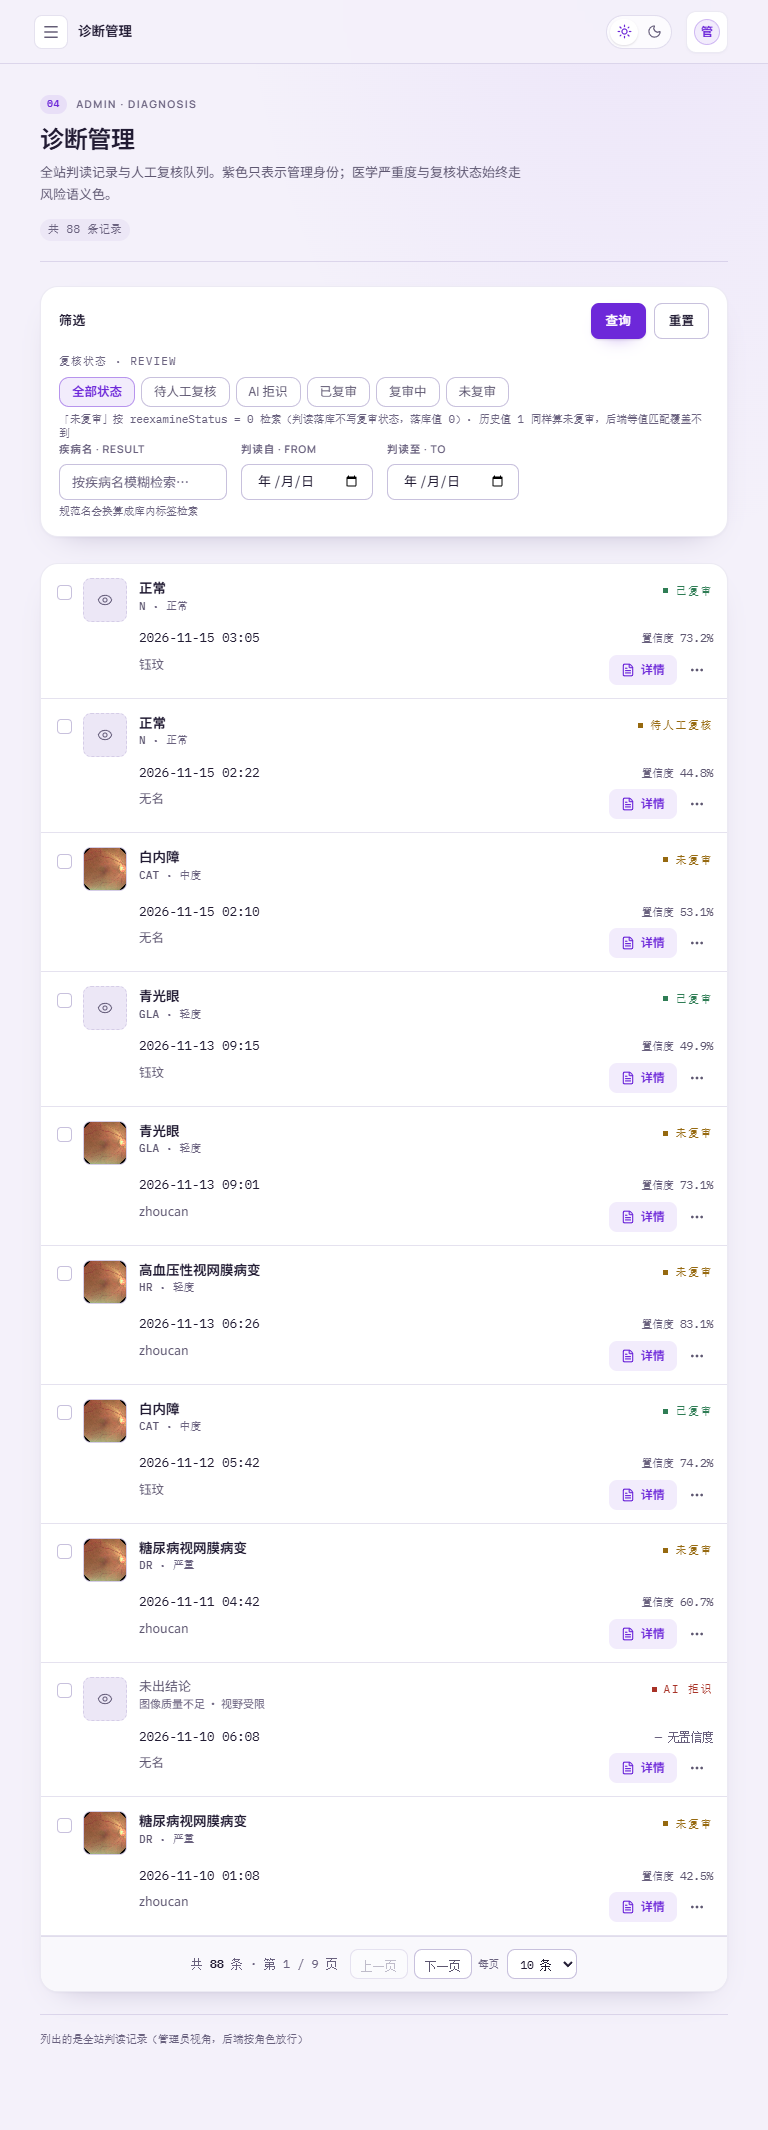 诊断管理
管
04 ADMIN · DIAGNOSIS
诊断管理
全站判读记录与人工复核队列。紫色只表示管理身份；医学严重度与复核状态始终走
风险语义色。
共 88 条记录
筛选
查询
重置
复核状态 · REVIEW
全部状态
待人工复核
AI 拒识
已复审
复审中
未复审
「未复审」按 reexamineStatus = 0 检索（判读落库不写复审状态，落库值 0）· 历史值 1 同样算未复审，后端等值匹配覆盖不
到
疾病名 · RESULT
判读自 · FROM
判读至 · TO
按疾病名模糊检索…
年 /月/日
年 /月/日
规范名会换算成库内标签检索
正常
已复审
N · 正常
2026-11-15 03:05
置信度 73.2%
钰玟
详情
正常
待人工复核
N · 正常
2026-11-15 02:22
置信度 44.8%
无名
详情
白内障
未复审
CAT · 中度
2026-11-15 02:10
置信度 53.1%
无名
详情
青光眼
已复审
GLA · 轻度
2026-11-13 09:15
置信度 49.9%
钰玟
详情
青光眼
未复审
GLA · 轻度
2026-11-13 09:01
置信度 73.1%
zhoucan
详情
高血压性视网膜病变
未复审
HR · 轻度
2026-11-13 06:26
置信度 83.1%
zhoucan
详情
白内障
已复审
CAT · 中度
2026-11-12 05:42
置信度 74.2%
钰玟
详情
糖尿病视网膜病变
未复审
DR · 严重
2026-11-11 04:42
置信度 60.7%
zhoucan
详情
未出结论
AI 拒识
图像质量不足 · 视野受限
2026-11-10 06:08
— 无置信度
无名
详情
糖尿病视网膜病变
未复审
DR · 严重
2026-11-10 01:08
置信度 42.5%
zhoucan
详情
共 88 条 · 第 1 / 9 页
上一页
下一页
每页
10 条
列出的是全站判读记录（管理员视角，后端按角色放行）